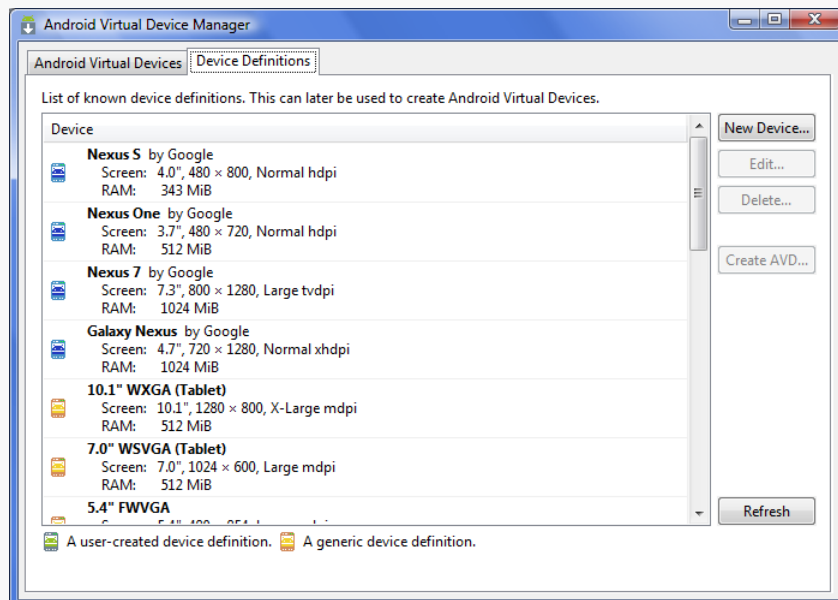 Android Virtual Device Manager
Android Virtual Devices
Device Definitions
List of known device definitions. This can later be used to create Android Virtual Devices.
Device
Nexus S by Google
Screen: 4.0", 480 × 800, Normal hdpi
RAM: 343 MiB
Nexus One by Google
Screen: 3.7", 480 × 720, Normal hdpi
RAM: 512 MiB
Nexus 7 by Google
Screen: 7.3", 800 × 1280, Large tvdpi
RAM: 1024 MiB
Galaxy Nexus by Google
Screen: 4.7", 720 × 1280, Normal xhdpi
RAM: 1024 MiB
10.1" WXGA (Tablet)
Screen: 10.1", 1280 × 800, X-Large mdpi
RAM: 512 MiB
7.0" WSVGA (Tablet)
Screen: 7.0", 1024 × 600, Large mdpi
RAM: 512 MiB
5.4" FWVGA
New Device...
Edit...
Delete...
Create AVD...
Refresh
A user-created device definition.
A generic device definition.